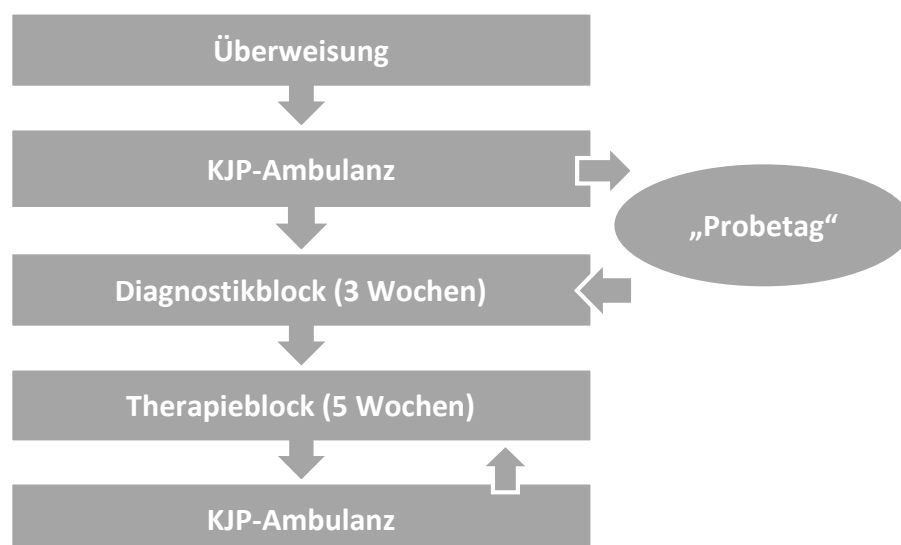 Überweisung
KJP-Ambulanz
„Probetag“
Diagnostikblock (3 Wochen)
Therapieblock (5 Wochen)
KJP-Ambulanz